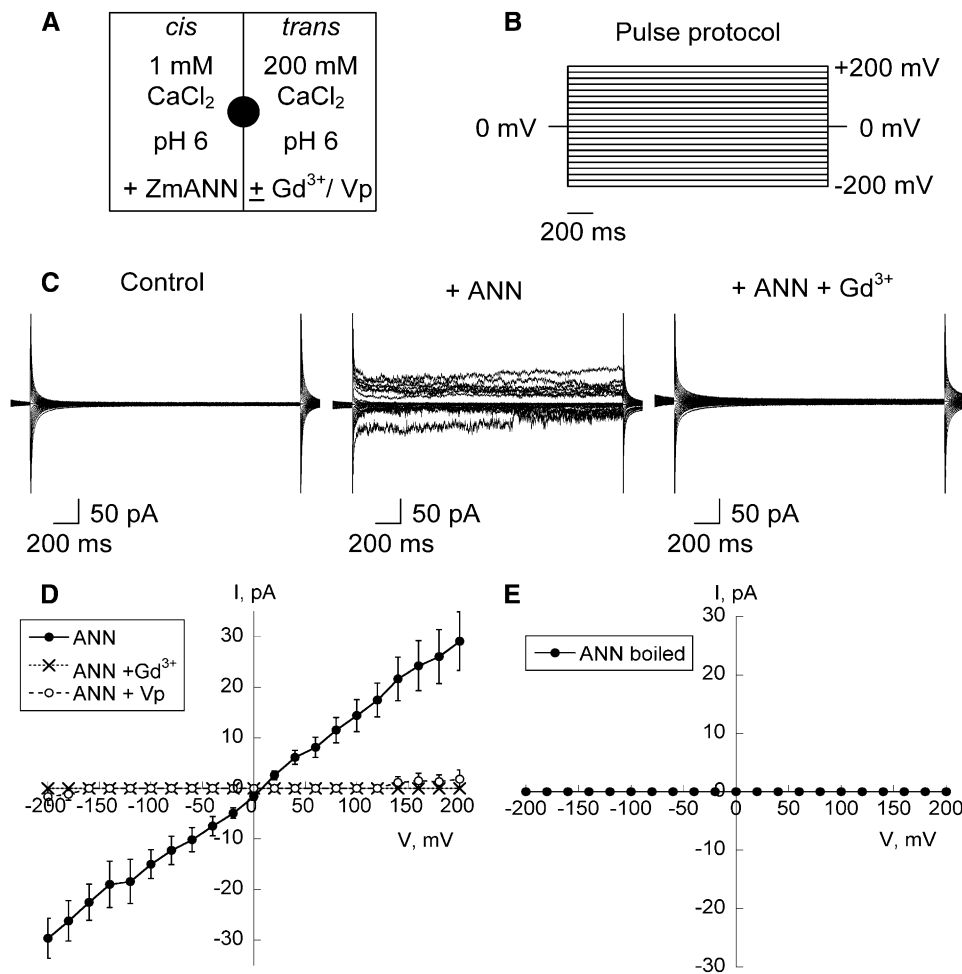 A
cis trans
1 mM 200 mM
CaCl₂ CaCl₂
pH 6 pH 6
+ ZmANN ± Gd³⁺/ Vp
B
Pulse protocol
+200 mV
0 mV 0 mV
-200 mV
200 ms
C
Control + ANN + ANN + Gd³⁺
50 pA 50 pA 50 pA
200 ms 200 ms 200 ms
D
I, pA
ANN
ANN +Gd³⁺
ANN + Vp
30
20
10
0
-200 -150 -100 -50 0 50 100 150 200
V, mV
-10
-20
-30
E
I, pA
ANN boiled
30
20
10
0
-200 -150 -100 -50 0 50 100 150 200
V, mV
-10
-20
-30